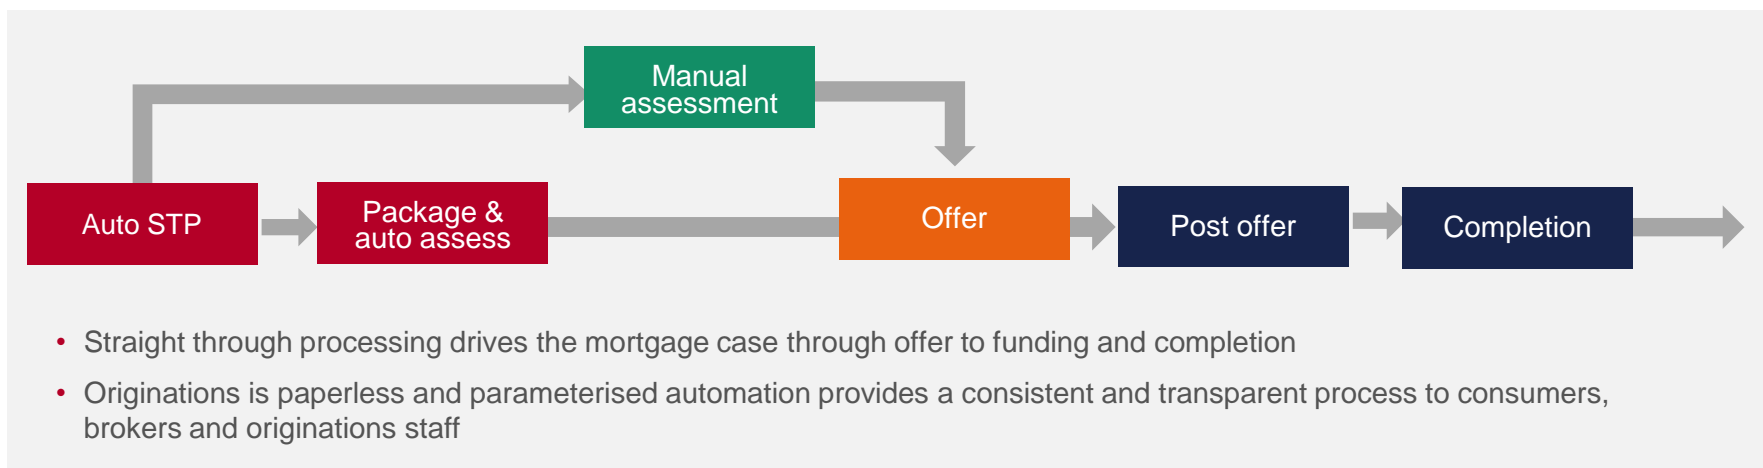 Manual
assessment
Auto STP
Package &
auto assess
Offer
Post offer
Completion
• Straight through processing drives the mortgage case through offer to funding and completion
• Originations is paperless and parameterised automation provides a consistent and transparent process to consumers,
brokers and originations staff